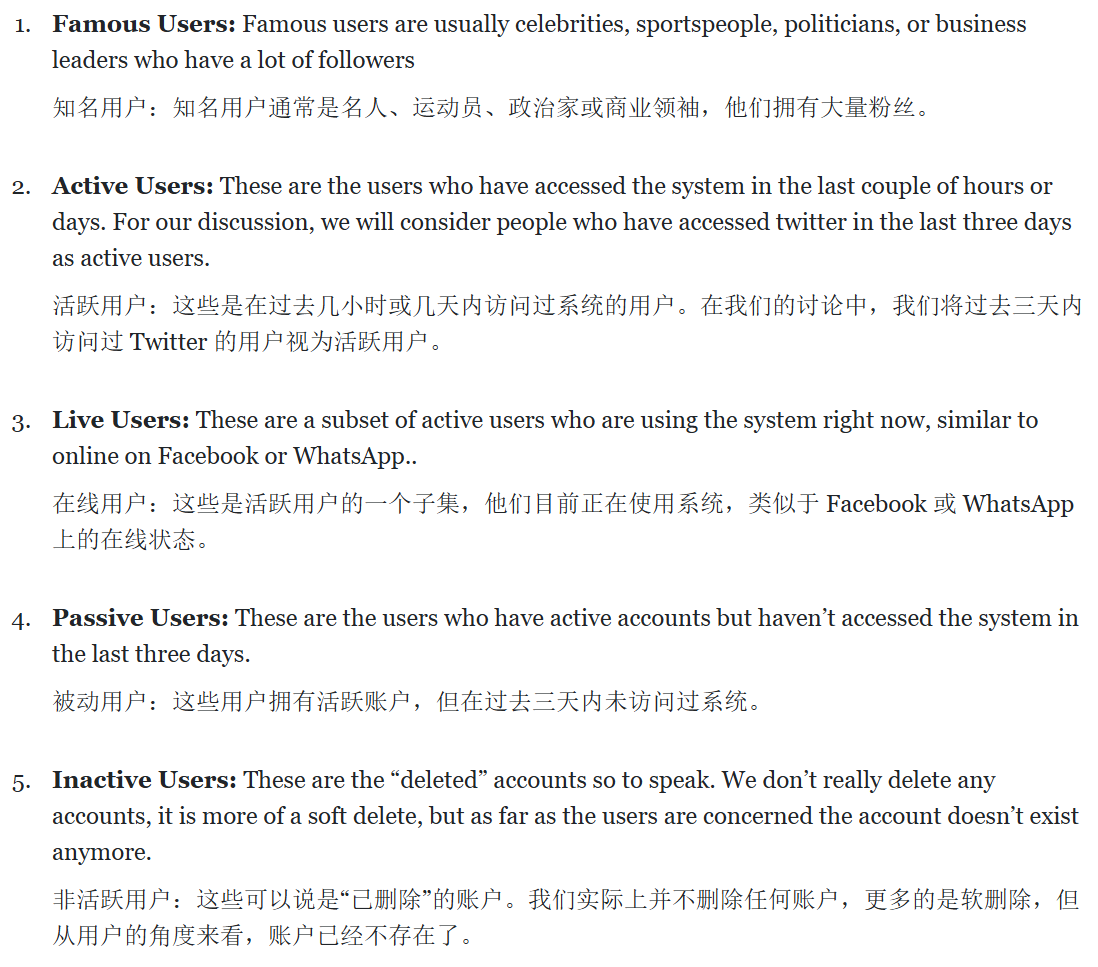 1. Famous Users: Famous users are usually celebrities, sportspeople, politicians, or business
leaders who have a lot of followers
知名用户：知名用户通常是名人、运动员、政治家或商业领袖，他们拥有大量粉丝。
2. Active Users: These are the users who have accessed the system in the last couple of hours or
days. For our discussion, we will consider people who have accessed twitter in the last three days
as active users.
活跃用户：这些是在过去几小时或几天内访问过系统的用户。在我们的讨论中，我们将过去三天内
访问过 Twitter 的用户视为活跃用户。
3. Live Users: These are a subset of active users who are using the system right now, similar to
online on Facebook or WhatsApp..
在线用户：这些是活跃用户的一个子集，他们目前正在使用系统，类似于 Facebook 或 WhatsApp
上的在线状态。
4. Passive Users: These are the users who have active accounts but haven’t accessed the system in
the last three days.
被动用户：这些用户拥有活跃账户，但在过去三天内未访问过系统。
5. Inactive Users: These are the “deleted” accounts so to speak. We don’t really delete any
accounts, it is more of a soft delete, but as far as the users are concerned the account doesn’t exist
anymore.
非活跃用户：这些可以说是“已删除”的账户。我们实际上并不删除任何账户，更多的是软删除，但
从用户的角度来看，账户已经不存在了。